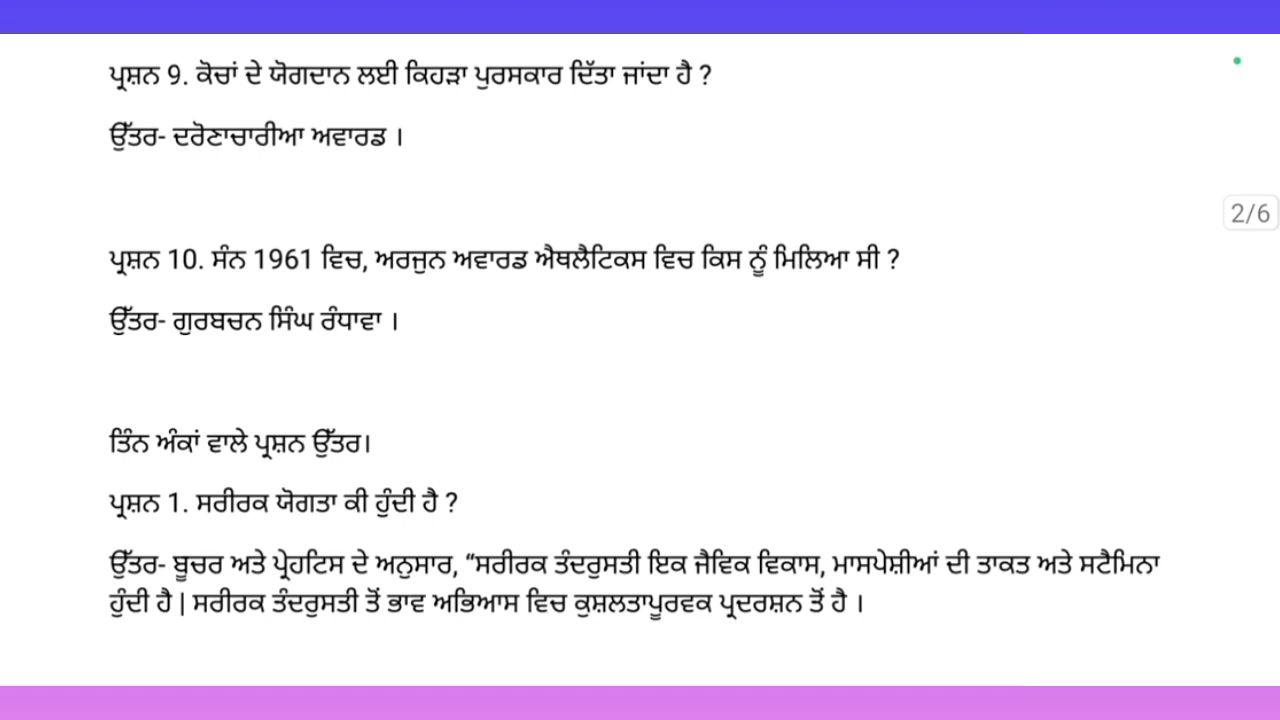 ਪ੍ਰਸ਼ਨ 9. ਕੋਚਾਂ ਦੇ ਯੋਗਦਾਨ ਲਈ ਕਿਹੜਾ ਪੁਰਸਕਾਰ ਦਿੱਤਾ ਜਾਂਦਾ ਹੈ ?
ਉੱਤਰ- ਦਰੋਣਾਚਾਰੀਆ ਅਵਾਰਡ ।
2/6
ਪ੍ਰਸ਼ਨ 10. ਸੰਨ 1961 ਵਿਚ, ਅਰਜੁਨ ਅਵਾਰਡ ਐਥਲੈਟਿਕਸ ਵਿਚ ਕਿਸ ਨੂੰ ਮਿਲਿਆ ਸੀ ?
ਉੱਤਰ- ਗੁਰਬਚਨ ਸਿੰਘ ਰੰਧਾਵਾ ।
ਤਿੰਨ ਅੰਕਾਂ ਵਾਲੇ ਪ੍ਰਸ਼ਨ ਉੱਤਰ।
ਪ੍ਰਸ਼ਨ 1. ਸਰੀਰਕ ਯੋਗਤਾ ਕੀ ਹੁੰਦੀ ਹੈ ?
ਉੱਤਰ- ਬੂਚਰ ਅਤੇ ਪ੍ਰੇਹਟਿਸ ਦੇ ਅਨੁਸਾਰ, “ਸਰੀਰਕ ਤੰਦਰੁਸਤੀ ਇਕ ਜੈਵਿਕ ਵਿਕਾਸ, ਮਾਸਪੇਸ਼ੀਆਂ ਦੀ ਤਾਕਤ ਅਤੇ ਸਟੈਮਿਨਾ
ਹੁੰਦੀ ਹੈ | ਸਰੀਰਕ ਤੰਦਰੁਸਤੀ ਤੋਂ ਭਾਵ ਅਭਿਆਸ ਵਿਚ ਕੁਸ਼ਲਤਾਪੂਰਵਕ ਪ੍ਰਦਰਸ਼ਨ ਤੋਂ ਹੈ ।